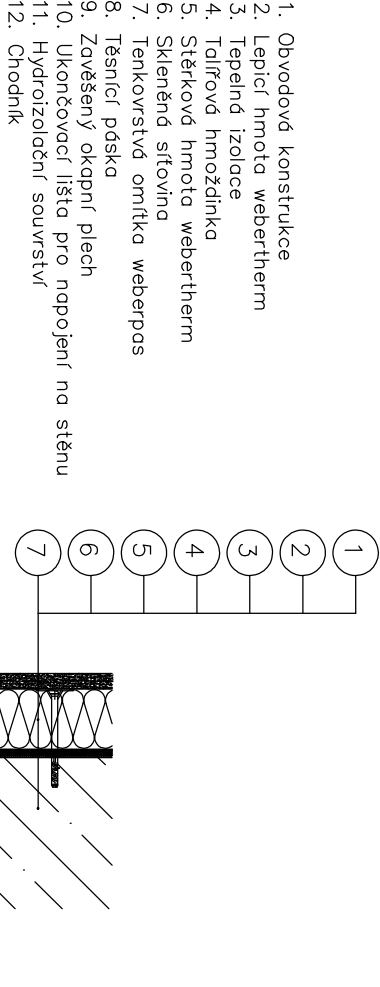 1. Obvodová konstrukce
2. Lepicí hmota webertherm
3. Tepelná izolace
4. Talířová hmoždinka
5. Stěrková hmota webertherm
6. Skleněná síťovina
7. Tenkovrstvá omítka weberpas
8. Těsnící páska
9. Zavěšený okapní plech
10. Ukončovací lišta pro napojení na stěnu
11. Hydroizolační souvrství
12. Chodník
1
2
3
4
5
6
7